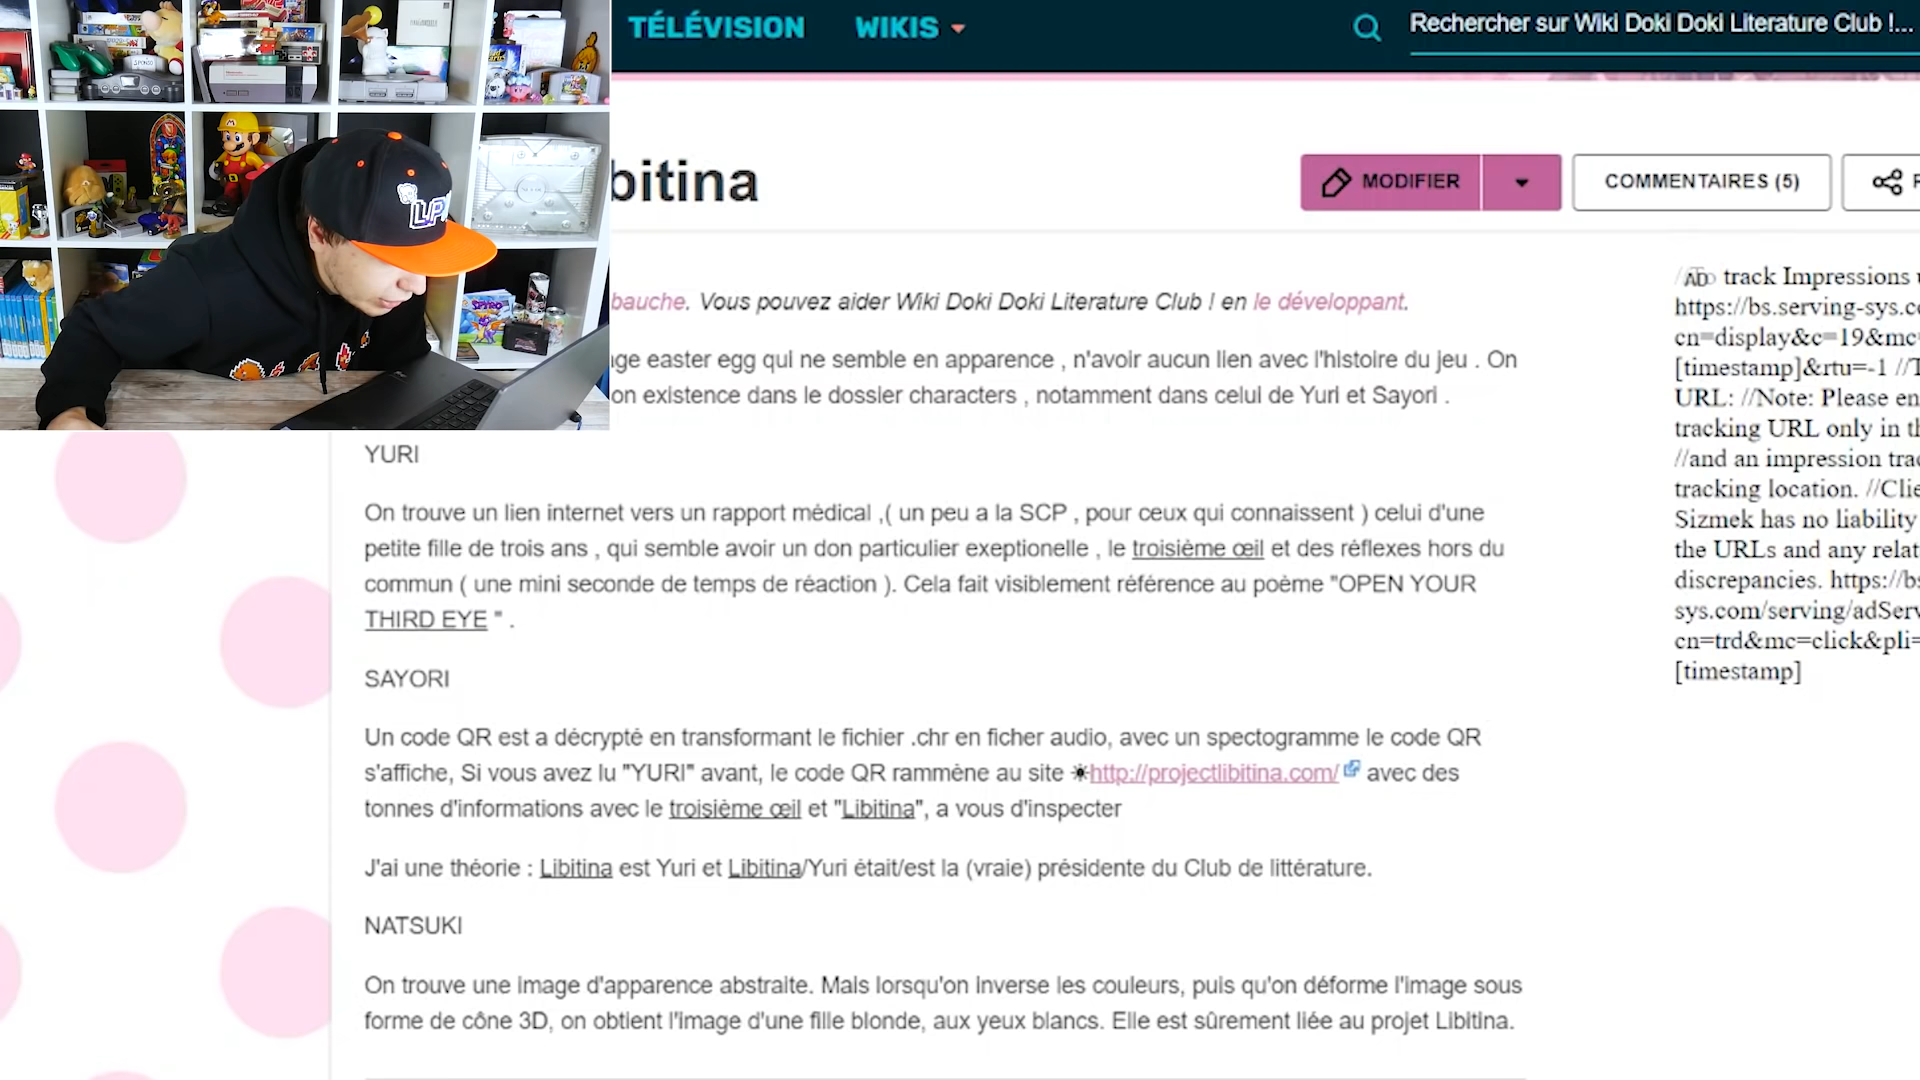 TÉLÉVISION
WIKIS
Rechercher sur Wiki Doki Doki Literature Club !...
bitina
MODIFIER
COMMENTAIRES (5)
bauche. Vous pouvez aider Wiki Doki Doki Literature Club ! en le développant.
ge easter egg qui ne semble en apparence , n'avoir aucun lien avec l'histoire du jeu . On
on existence dans le dossier characters , notamment dans celui de Yuri et Sayori .
YURI
On trouve un lien internet vers un rapport médical ,( un peu a la SCP , pour ceux qui connaissent ) celui d'une
petite fille de trois ans , qui semble avoir un don particulier exeptionelle , le troisième œil et des réflexes hors du
commun ( une mini seconde de temps de réaction ). Cela fait visiblement référence au poème "OPEN YOUR
THIRD EYE " .
SAYORI
Un code QR est a décrypté en transformant le fichier .chr en ficher audio, avec un spectogramme le code QR
s'affiche, Si vous avez lu "YURI" avant, le code QR rammène au site ☀http://projectlibitina.com/ avec des
tonnes d'informations avec le troisième œil et "Libitina", a vous d'inspecter
J'ai une théorie : Libitina est Yuri et Libitina/Yuri était/est la (vraie) présidente du Club de littérature.
NATSUKI
On trouve une image d'apparence abstraite. Mais lorsqu'on inverse les couleurs, puis qu'on déforme l'image sous
forme de cône 3D, on obtient l'image d'une fille blonde, aux yeux blancs. Elle est sûrement liée au projet Libitina.
AD
track Impressions
https://bs.serving-sys.c
cn=display&c=19&mc
[timestamp]&rtu=-1 //T
URL: //Note: Please en
tracking URL only in th
//and an impression trac
tracking location. //Clie
Sizmek has no liability
the URLs and any relat
discrepancies. https://bs
sys.com/serving/adServ
cn=trd&mc=click&pli=
[timestamp]
LUPI
SPYRO